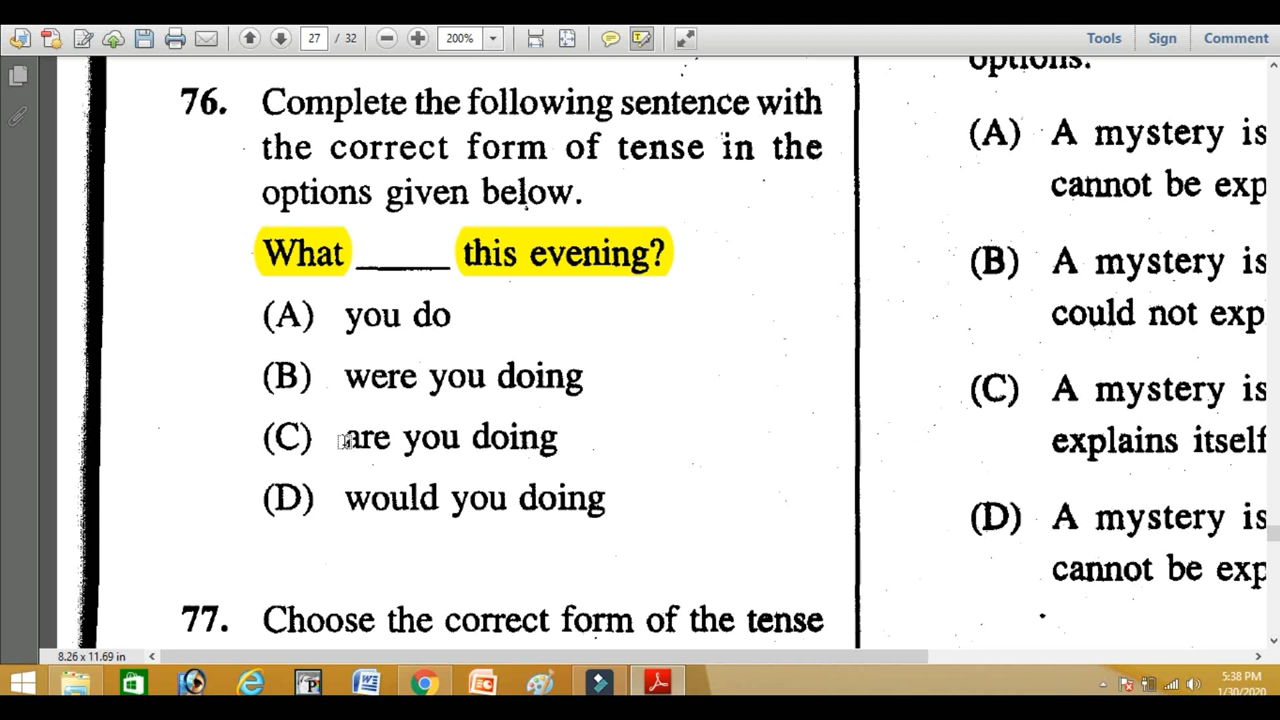 27 / 32
200%
Tools
Sign
Comment
76. Complete the following sentence with
the correct form of tense in the
options given below.
What _____ this evening?
(A) you do
(B) were you doing
(C) are you doing
(D) would you doing
77. Choose the correct form of the tense
options.
(A) A mystery is
cannot be exp
(B) A mystery is
could not exp
(C) A mystery is
explains itself
(D) A mystery is
cannot be exp
8.26 x 11.69 in
5:38 PM
1/30/2020